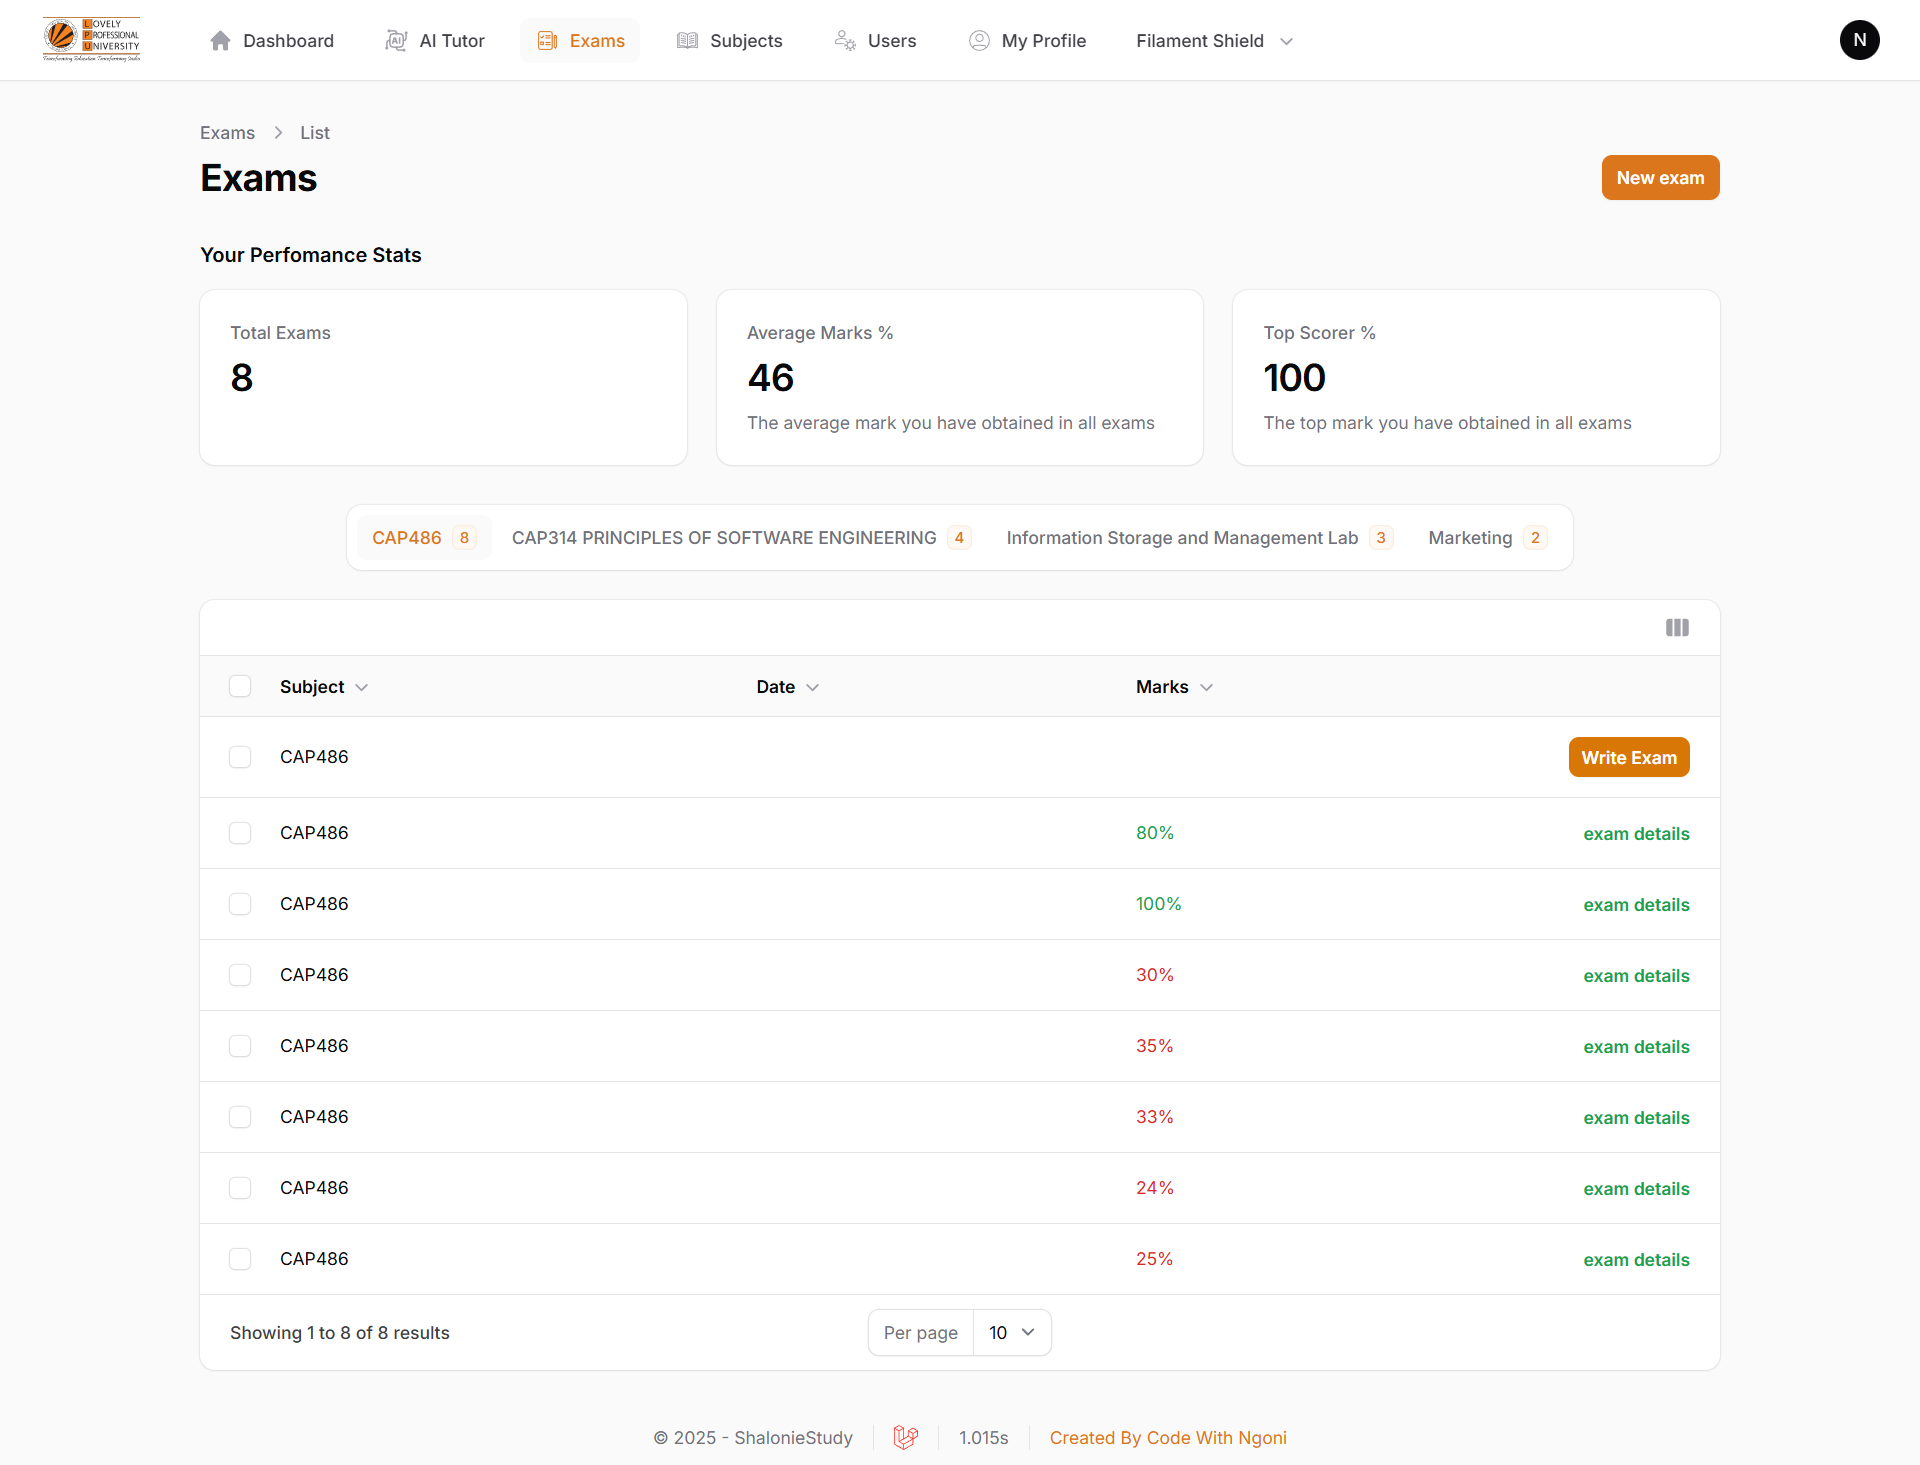 LOVELY
PROFESSIONAL
UNIVERSITY
Transforming Education Transforming India
Dashboard
AI Tutor
Exams
Subjects
Users
My Profile
Filament Shield
N
Exams > List
Exams
New exam
Your Perfomance Stats
Total Exams
8
Average Marks %
46
The average mark you have obtained in all exams
Top Scorer %
100
The top mark you have obtained in all exams
CAP486 8
CAP314 PRINCIPLES OF SOFTWARE ENGINEERING 4
Information Storage and Management Lab 3
Marketing 2
Subject Date Marks
CAP486 Write Exam
CAP486 80% exam details
CAP486 100% exam details
CAP486 30% exam details
CAP486 35% exam details
CAP486 33% exam details
CAP486 24% exam details
CAP486 25% exam details
Showing 1 to 8 of 8 results
Per page 10
© 2025 - ShalonieStudy
1.015s
Created By Code With Ngoni